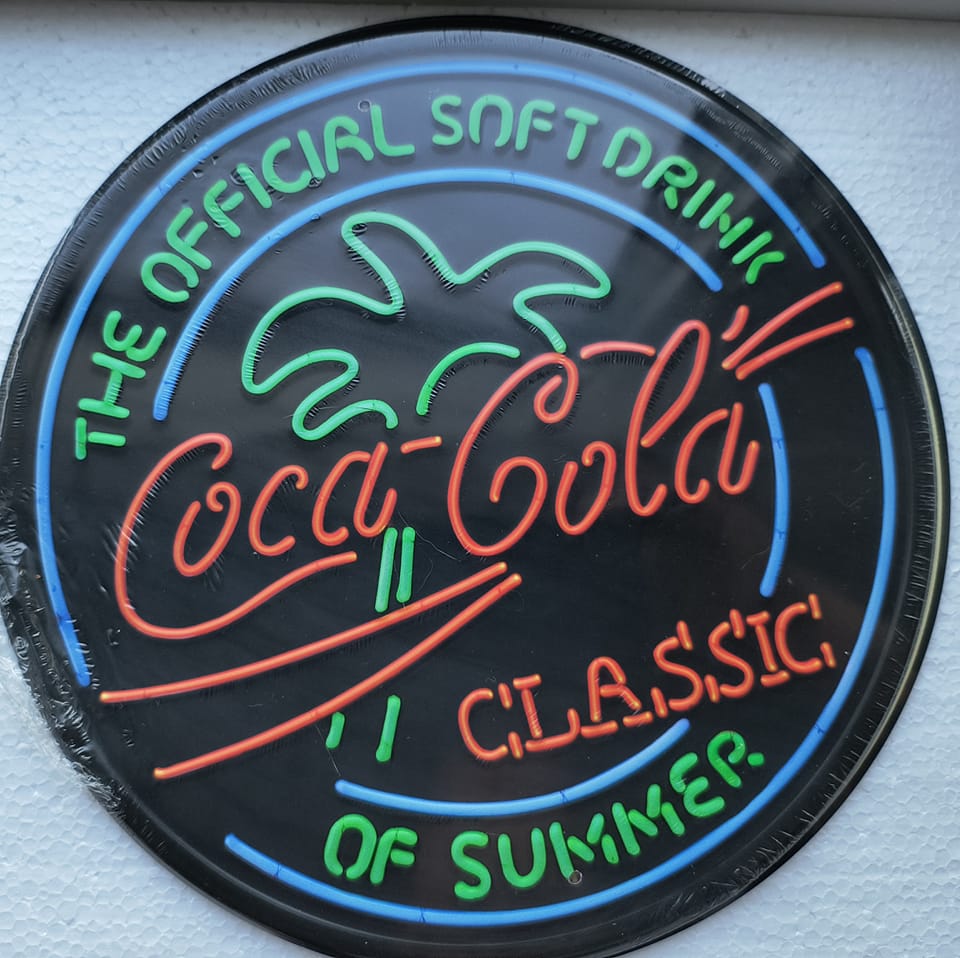 THE OFFICIAL SOFT DRINK
Coca-Cola
CLASSIC
OF SUMMER